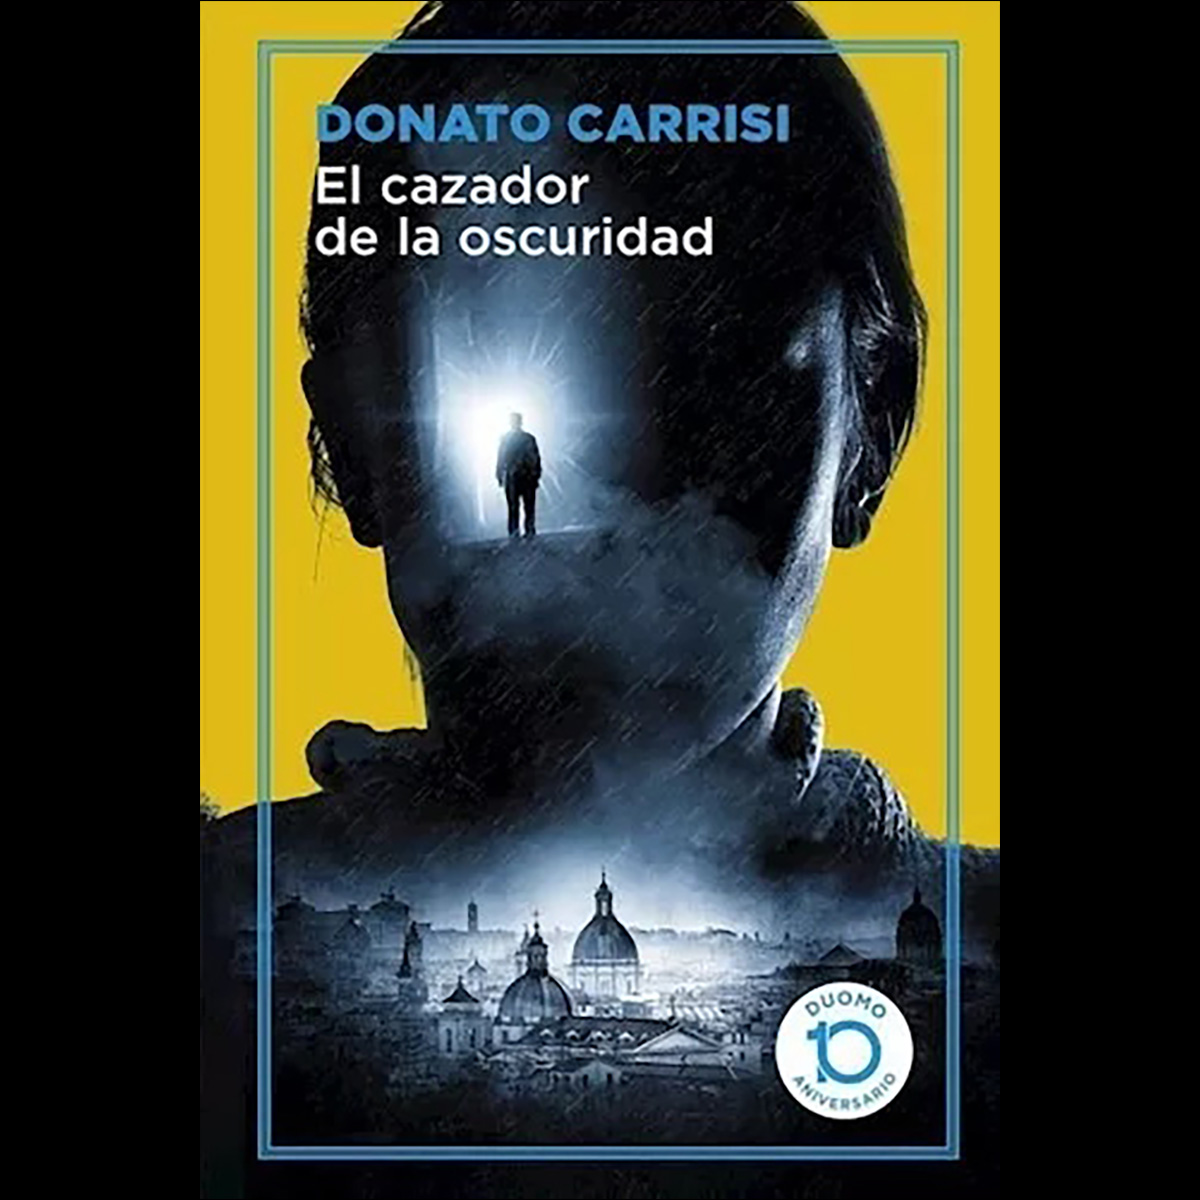 DONATO CARRISI
El cazador
de la oscuridad
DUOMO
10
ANIVERSARIO